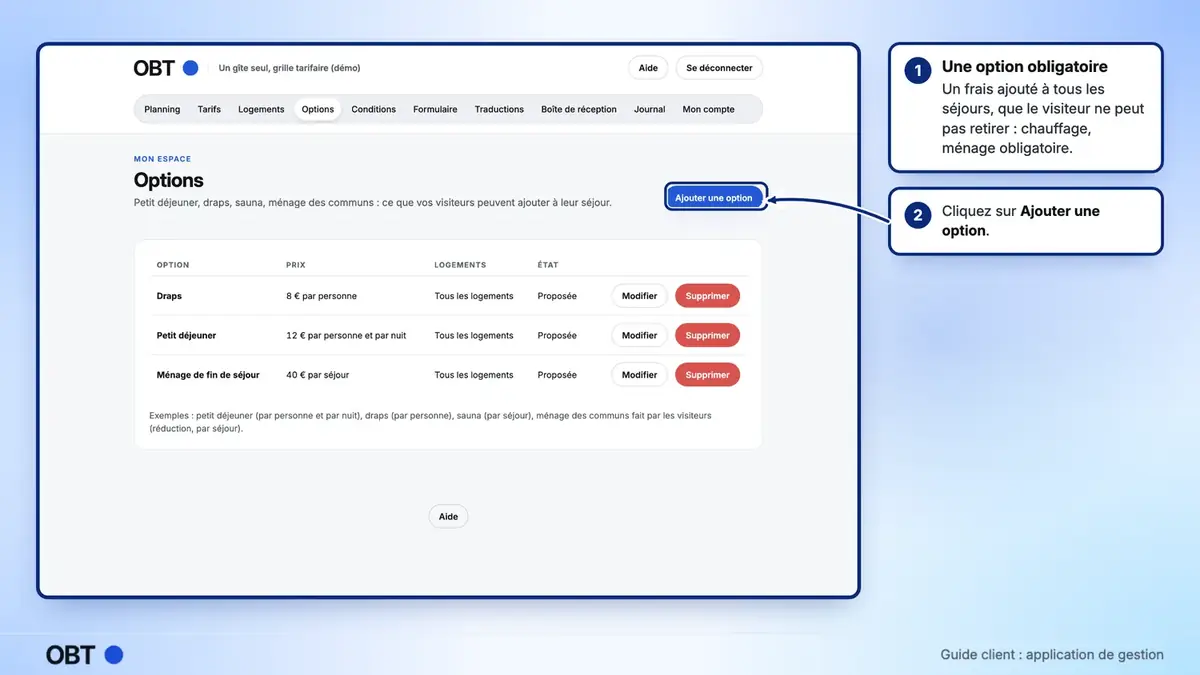 OBT
Un gîte seul, grille tarifaire (démo)
Aide
Se déconnecter
Planning
Tarifs
Logements
Options
Conditions
Formulaire
Traductions
Boîte de réception
Journal
Mon compte
MON ESPACE
Options
Petit déjeuner, draps, sauna, ménage des communs : ce que vos visiteurs peuvent ajouter à leur séjour.
Ajouter une option
OPTION PRIX LOGEMENTS ÉTAT
Draps 8 € par personne Tous les logements Proposée Modifier Supprimer
Petit déjeuner 12 € par personne et par nuit Tous les logements Proposée Modifier Supprimer
Ménage de fin de séjour 40 € par séjour Tous les logements Proposée Modifier Supprimer
Exemples : petit déjeuner (par personne et par nuit), draps (par personne), sauna (par séjour), ménage des communs fait par les visiteurs
(réduction, par séjour).
Aide
1 Une option obligatoire
Un frais ajouté à tous les
séjours, que le visiteur ne peut
pas retirer : chauffage,
ménage obligatoire.
2 Cliquez sur Ajouter une
option.
OBT
Guide client : application de gestion